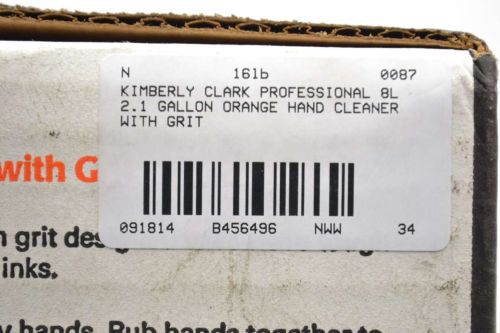 N 16lb 0087
KIMBERLY CLARK PROFESSIONAL 8L
2.1 GALLON ORANGE HAND CLEANER
WITH GRIT
091814 B456496 NWW 34
with G
grit des
inks.
hands. Rub hands together to